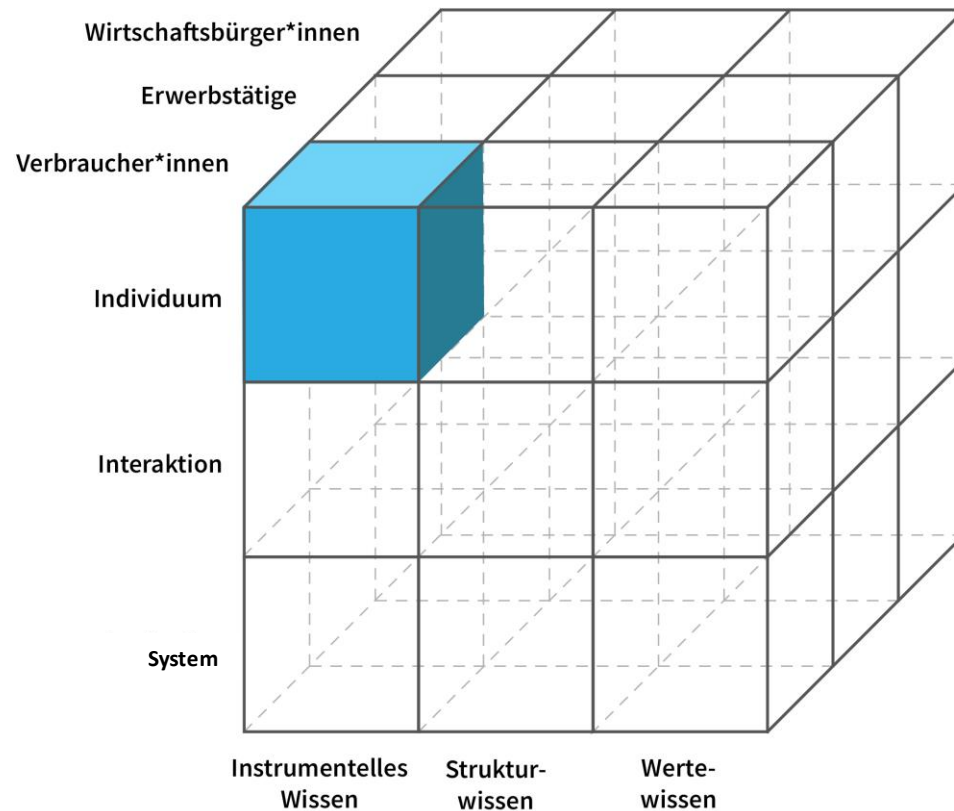 Wirtschaftsbürger*innen
Erwerbstätige
Verbraucher*innen
Individuum
Interaktion
System
Instrumentelles
Wissen
Struktur-
wissen
Werte-
wissen